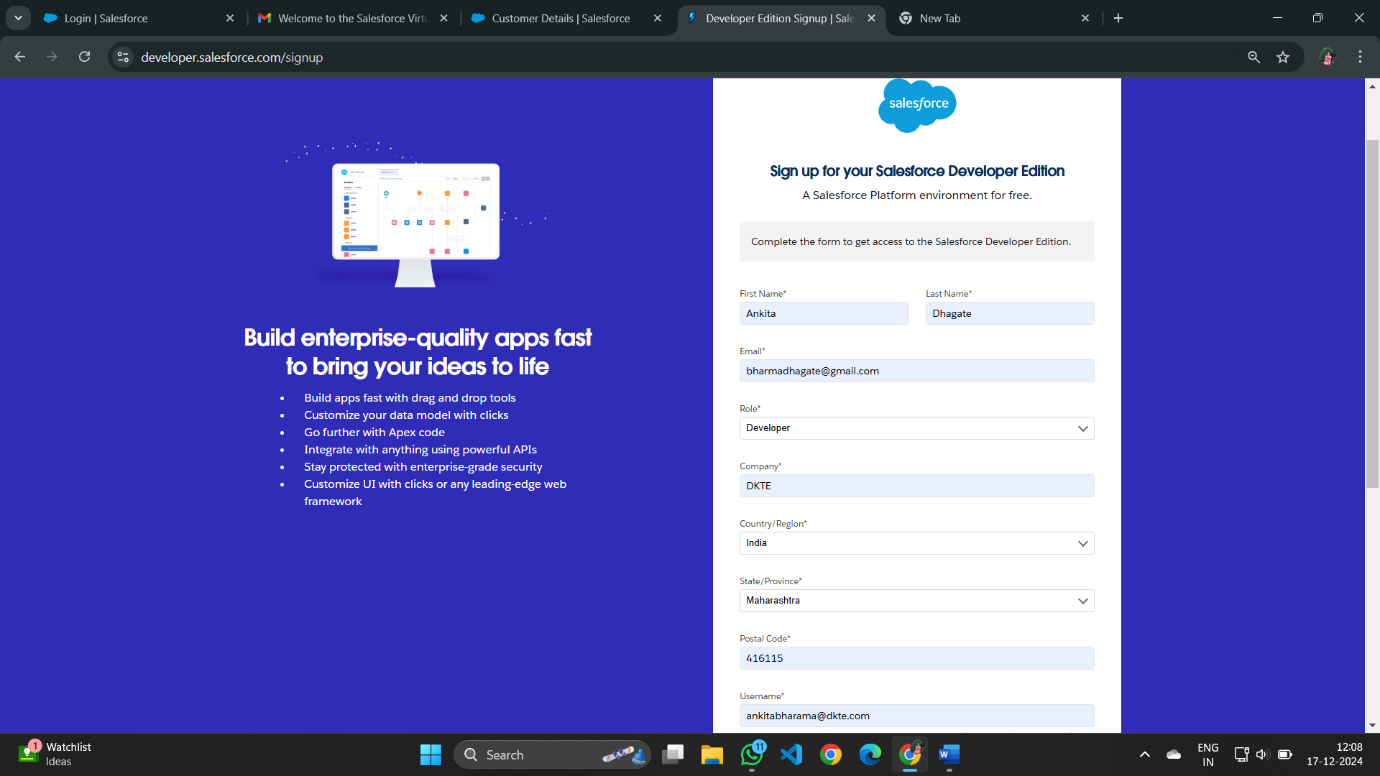 Login | Salesforce
Welcome to the Salesforce Virtu
Customer Details | Salesforce
Developer Edition Signup | Sale
New Tab
developer.salesforce.com/signup
salesforce
Sign up for your Salesforce Developer Edition
A Salesforce Platform environment for free.
Complete the form to get access to the Salesforce Developer Edition.
First Name*
Last Name*
Ankita
Dhagate
Email*
bharmadhagate@gmail.com
Role*
Developer
Company*
DKTE
Country/Region*
India
State/Province*
Maharashtra
Postal Code*
416115
Username*
ankitabharama@dkte.com
Build enterprise-quality apps fast
to bring your ideas to life
• Build apps fast with drag and drop tools
• Customize your data model with clicks
• Go further with Apex code
• Integrate with anything using powerful APIs
• Stay protected with enterprise-grade security
• Customize UI with clicks or any leading-edge web
framework
1
Watchlist
Ideas
Search
11
ENG
IN
12:08
17-12-2024